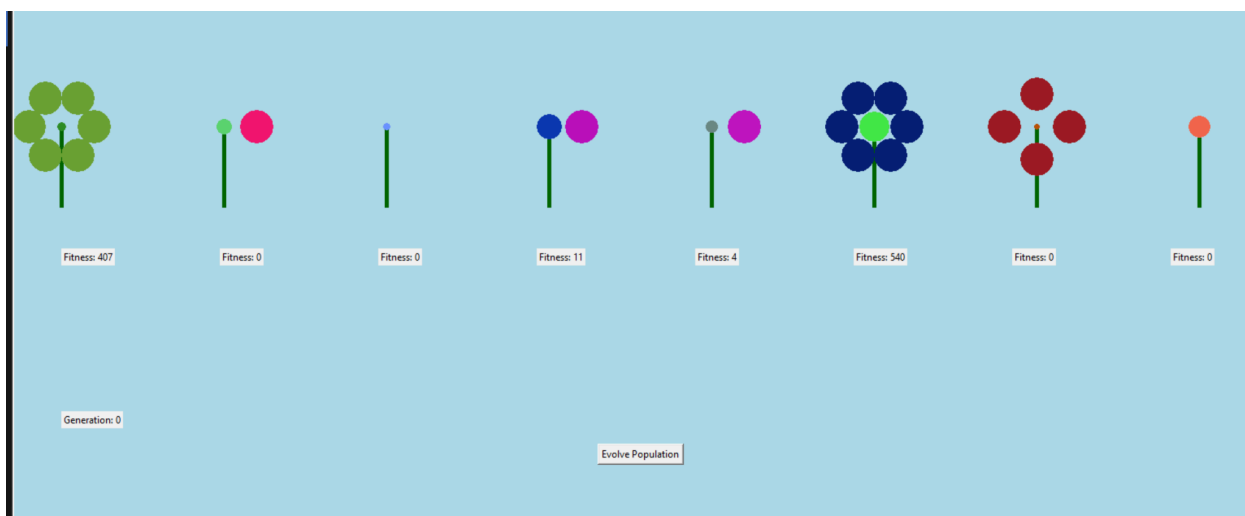 Fitness: 407
Fitness: 0
Fitness: 0
Fitness: 11
Fitness: 4
Fitness: 540
Fitness: 0
Fitness: 0
Generation: 0
Evolve Population